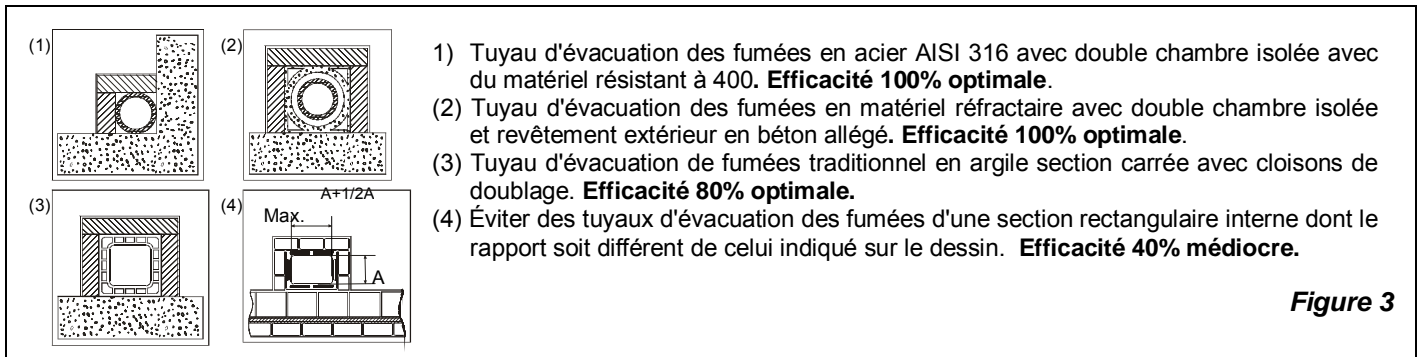 (1)
(2)
(3)
(4)
A+1/2A
Max.
A
1) Tuyau d'évacuation des fumées en acier AISI 316 avec double chambre isolée avec
du matériel résistant à 400. Efficacité 100% optimale.
(2) Tuyau d'évacuation des fumées en matériel réfractaire avec double chambre isolée
et revêtement extérieur en béton allégé. Efficacité 100% optimale.
(3) Tuyau d'évacuation de fumées traditionnel en argile section carrée avec cloisons de
doublage. Efficacité 80% optimale.
(4) Éviter des tuyaux d'évacuation des fumées d'une section rectangulaire interne dont le
rapport soit différent de celui indiqué sur le dessin. Efficacité 40% médiocre.
Figure 3